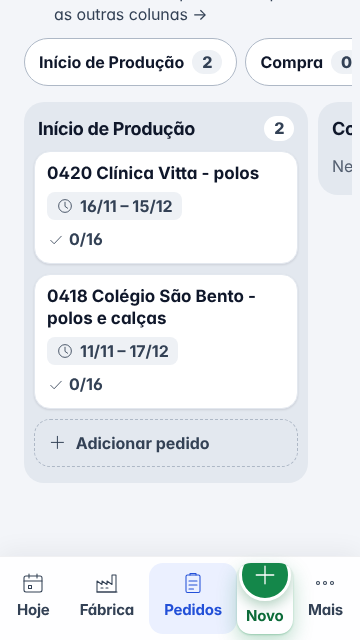 as outras colunas →
Início de Produção 2
Compra 0
Início de Produção 2
0420 Clínica Vitta - polos
16/11 – 15/12
0/16
0418 Colégio São Bento -
polos e calças
11/11 – 17/12
0/16
Adicionar pedido
Hoje
Fábrica
Pedidos
Novo
Mais